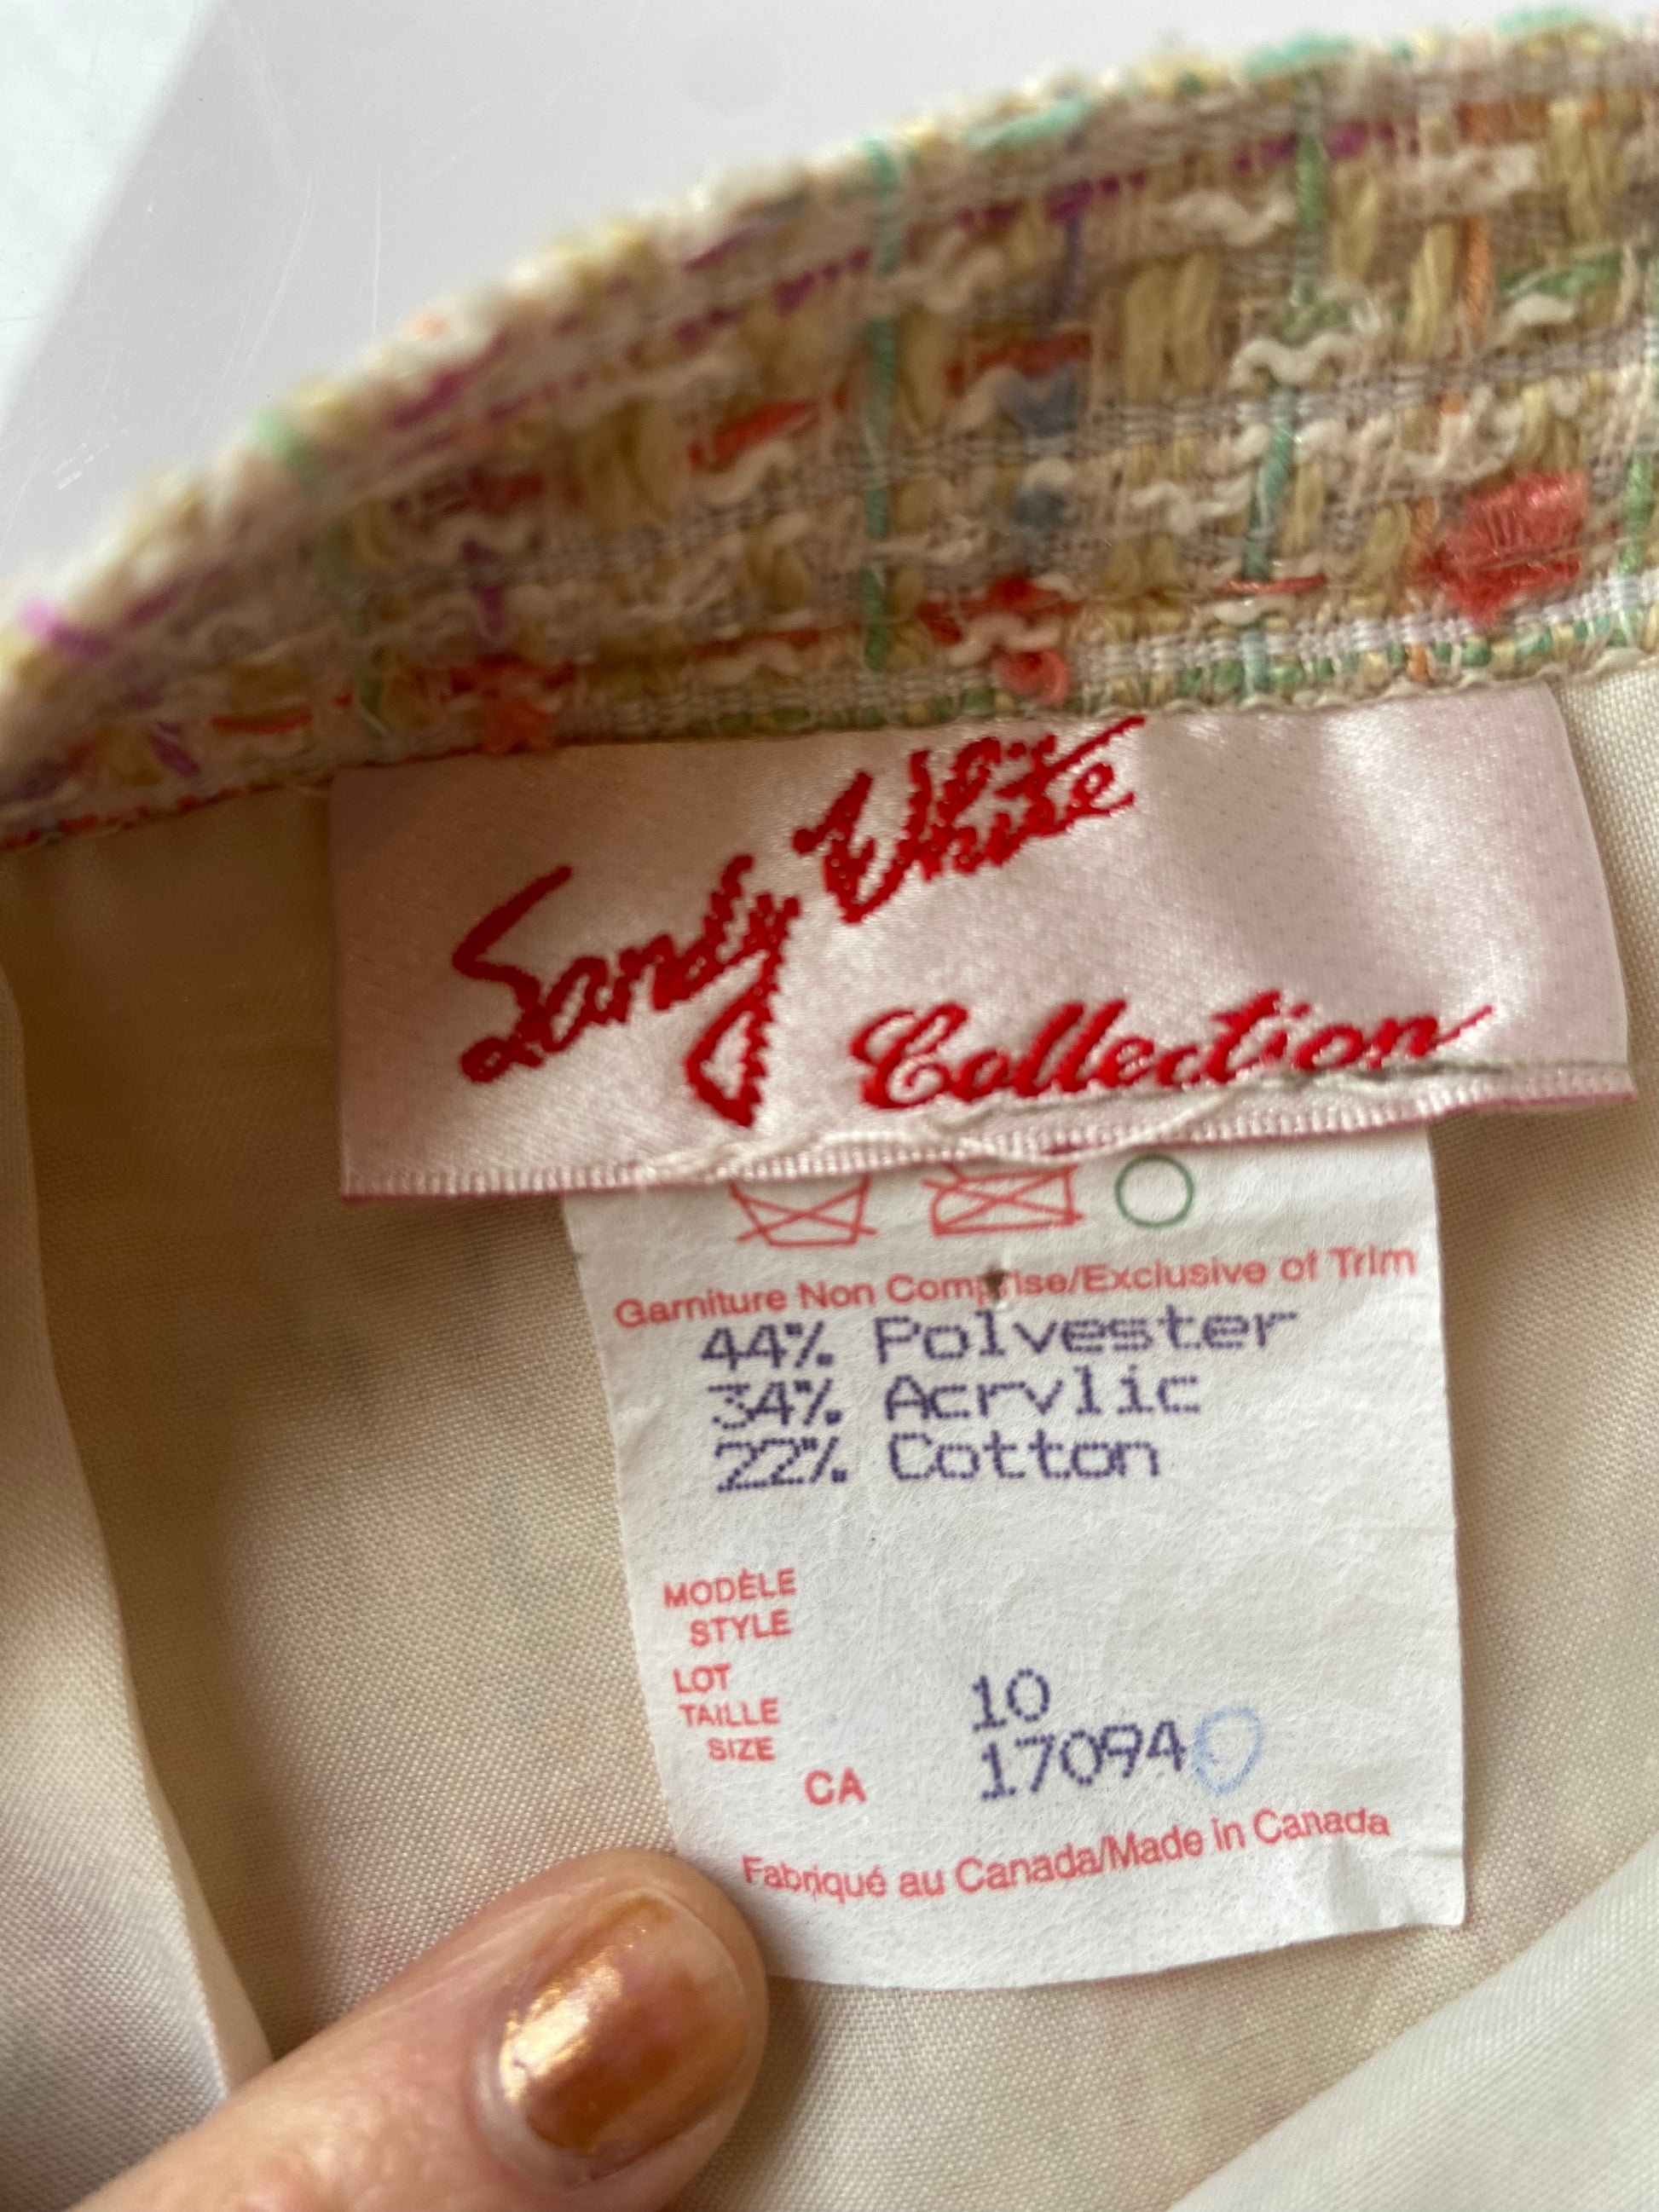 Sandy White
Collection
Garniture Non Comprise/Exclusive of Trim
44% Polyester
34% Acrylic
22% Cotton
MODÈLE
STYLE
LOT
TAILLE 10
SIZE
CA 17094
Fabriqué au Canada/Made in Canada